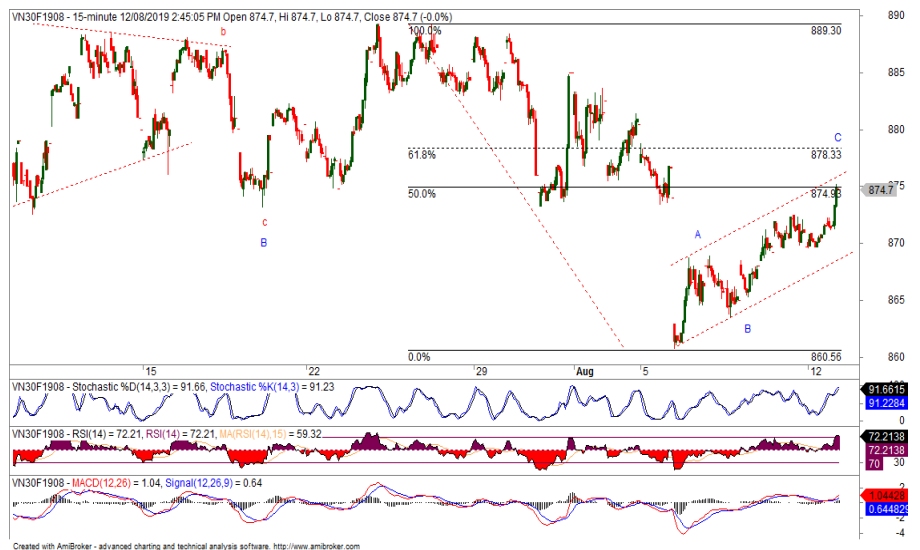 VN30F1908 - 15-minute 12/08/2019 2:45:05 PM Open 874.7, Hi 874.7, Lo 874.7, Close 874.7 (-0.0%)
890
b
100.0%
889.30
885
880
C
61.8%
878.33
875
874.7
50.0%
874.93
c
A
B
870
865
B
0.0%
860.56
860
15
22
29
Aug
5
12
VN30F1908 - Stochastic %D(14,3,3) = 91.66, Stochastic %K(14,3) = 91.23
91.6615
91.2284
0
VN30F1908 - RSI(14) = 72.21, RSI(14) = 72.21, MA(RSI(14),15) = 59.32
72.2138
72.2138
70
30
VN30F1908 - MACD(12,26) = 1.04, Signal(12,26,9) = 0.64
2
1.04428
0.644829
-2
-4
Created with AmiBroker - advanced charting and technical analysis software. http://www.amibroker.com